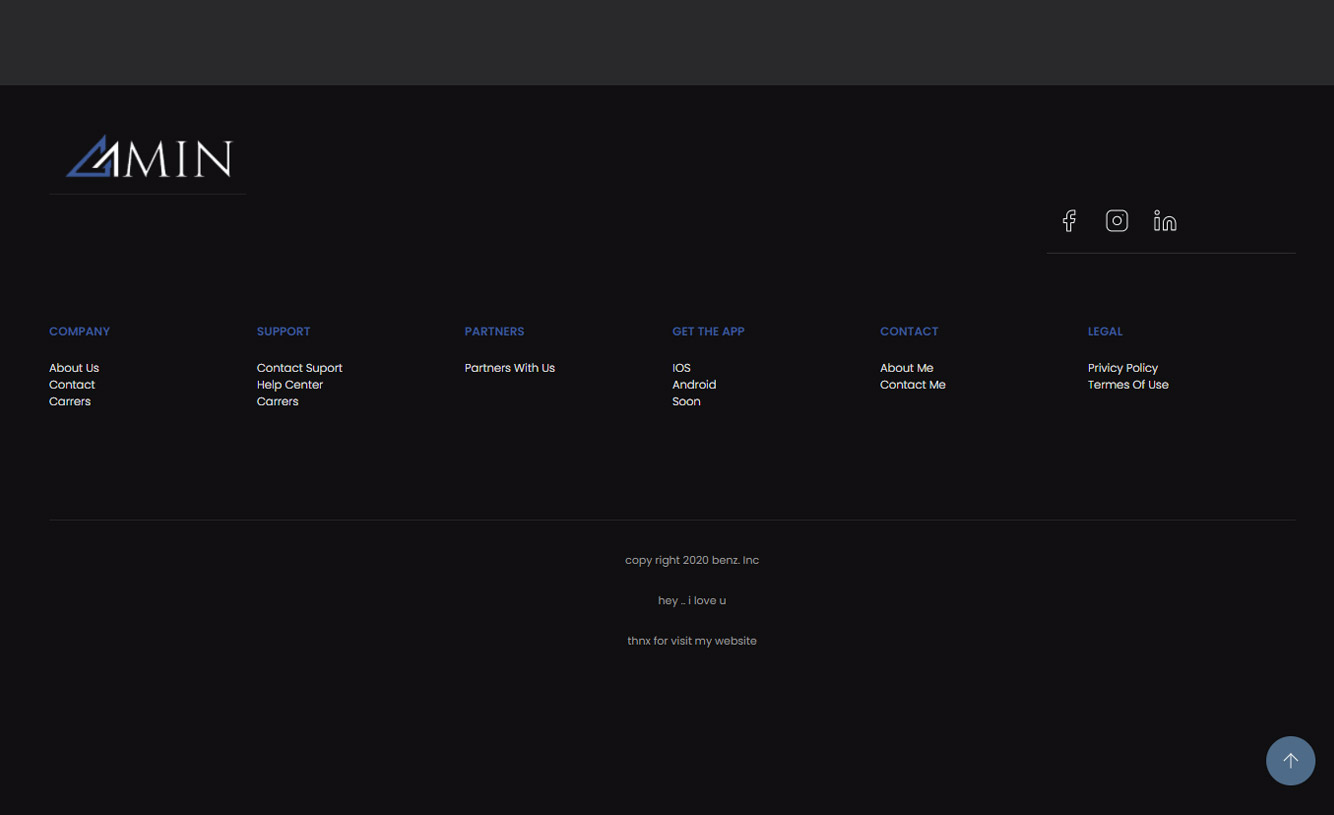 AMIN
COMPANY
About Us
Contact
Carrers
SUPPORT
Contact Suport
Help Center
Carrers
PARTNERS
Partners With Us
GET THE APP
IOS
Android
Soon
CONTACT
About Me
Contact Me
LEGAL
Privicy Policy
Termes Of Use
copy right 2020 benz. Inc
hey .. i love u
thnx for visit my website